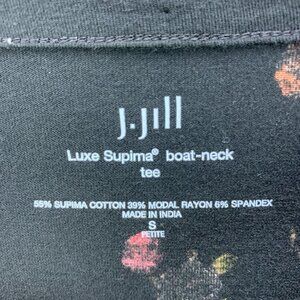 J.Jill
Luxe Supima® boat-neck
tee
55% SUPIMA COTTON 39% MODAL RAYON 6% SPANDEX
MADE IN INDIA
S
PETITE